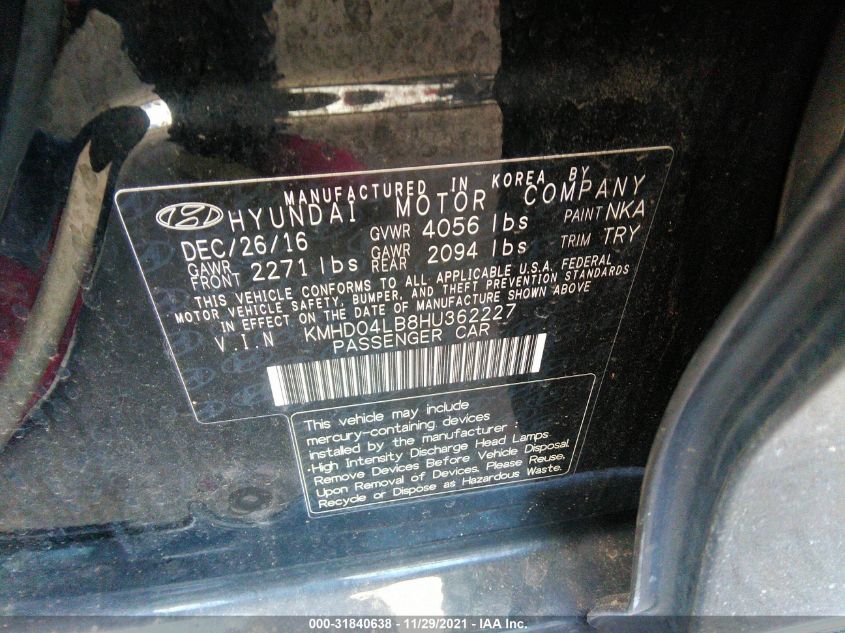 MANUFACTURED IN KOREA BY
HYUNDAI MOTOR COMPANY
DEC/26/16 GVWR 4056 lbs PAINT NKA
GAWR FRONT 2271 lbs GAWR REAR 2094 lbs TRIM TRY
THIS VEHICLE CONFORMS TO ALL APPLICABLE U.S.A. FEDERAL
MOTOR VEHICLE SAFETY, BUMPER, AND THEFT PREVENTION STANDARDS
IN EFFECT ON THE DATE OF MANUFACTURE SHOWN ABOVE
V.I.N KMHD04LB8HU362227
PASSENGER CAR
This vehicle may include
mercury-containing devices
installed by the manufacturer :
·High Intensity Discharge Head Lamps
Remove Devices Before Vehicle Disposal.
Upon Removal of Devices, Please Reuse,
Recycle or Dispose as Hazardous Waste.
000-31840638 - 11/29/2021 - IAA Inc.